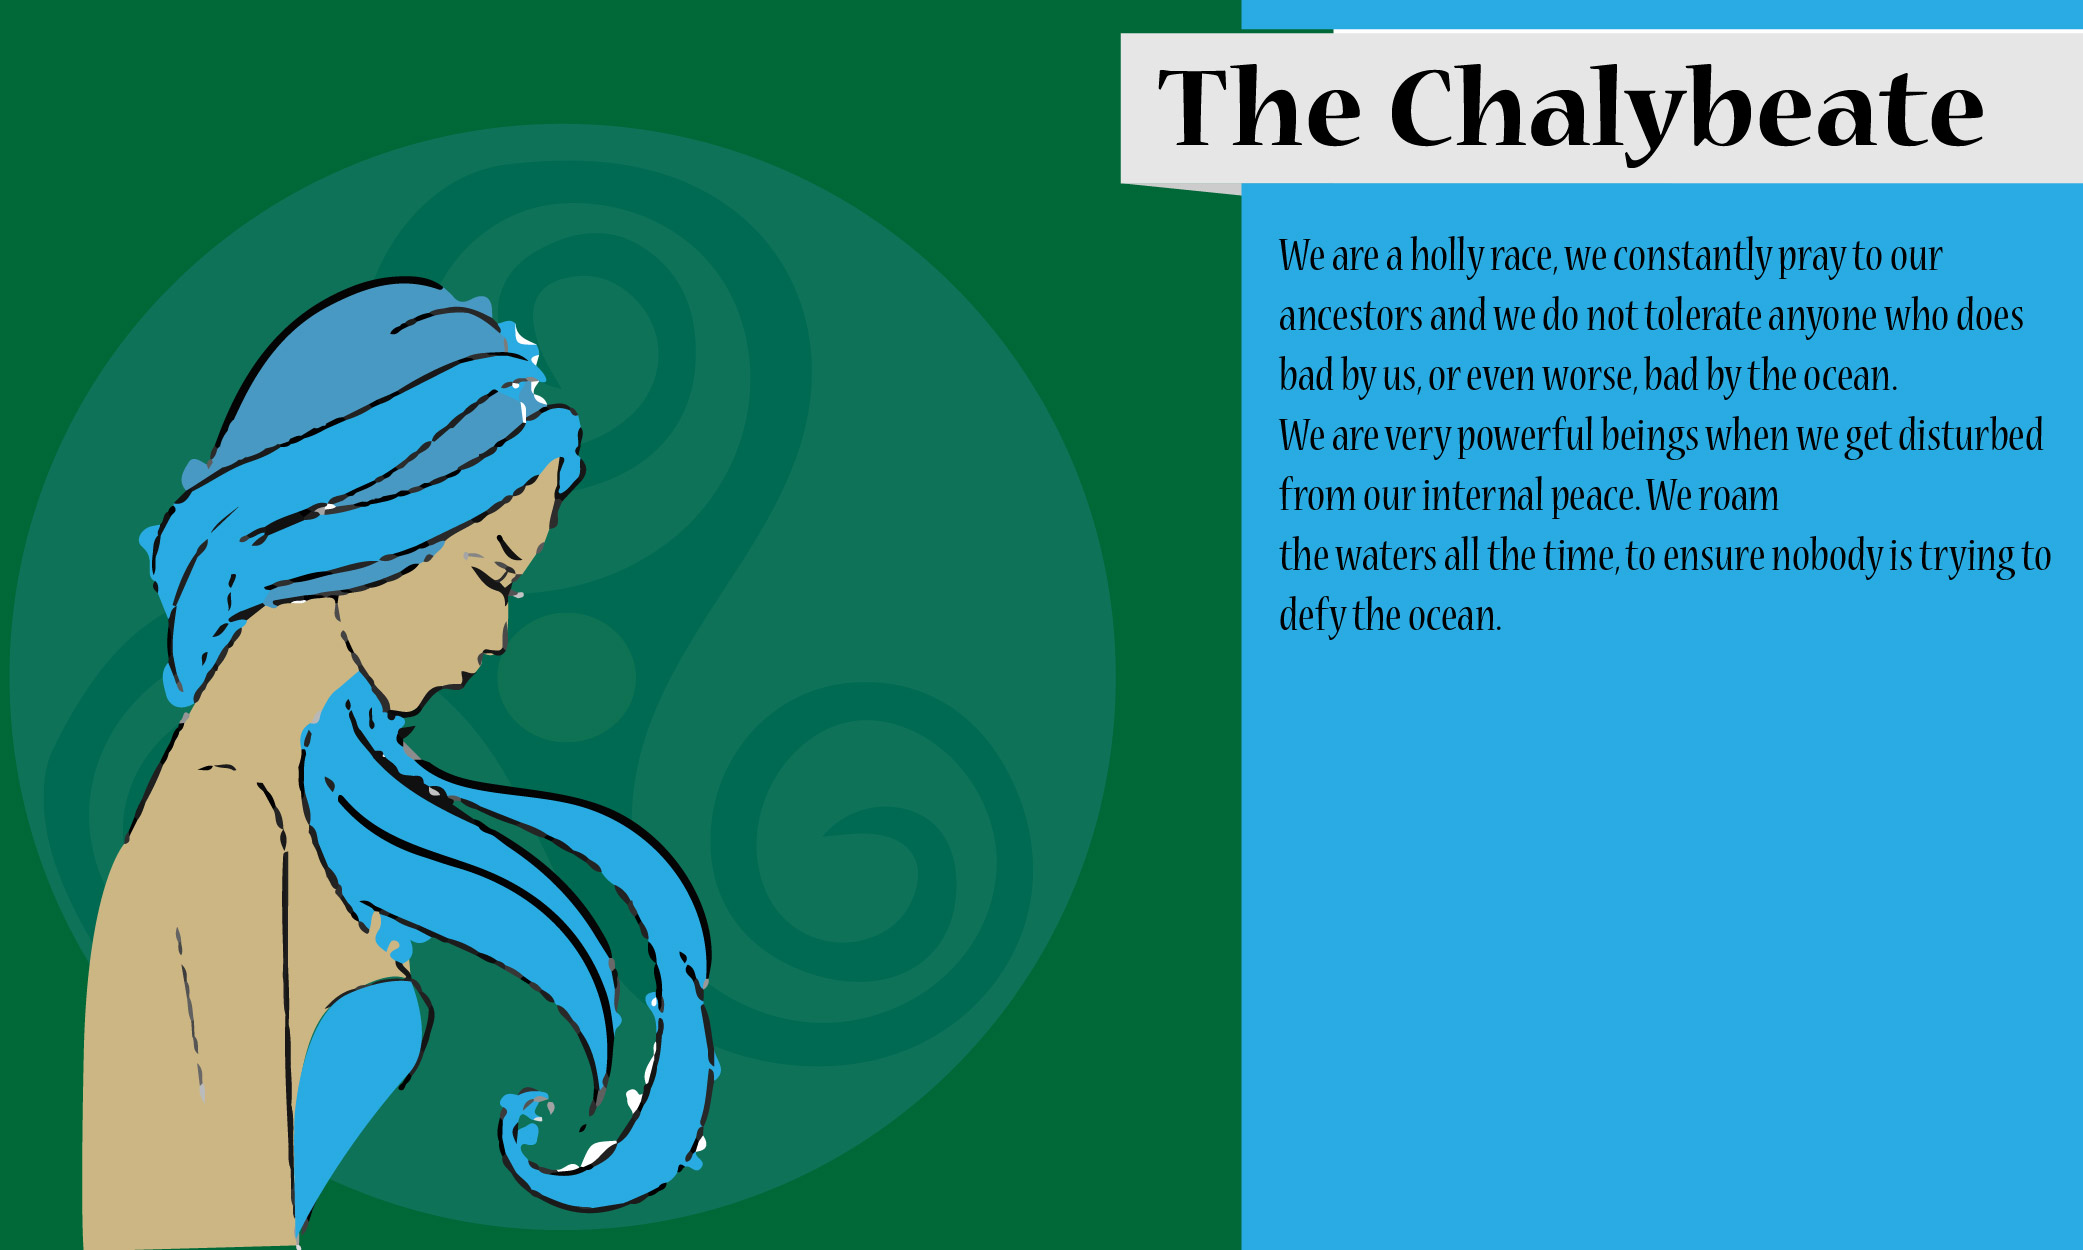 The Chalybeate
We are a holly race, we constantly pray to our
ancestors and we do not tolerate anyone who does
bad by us, or even worse, bad by the ocean.
We are very powerful beings when we get disturbed
from our internal peace. We roam
the waters all the time, to ensure nobody is trying to
defy the ocean.